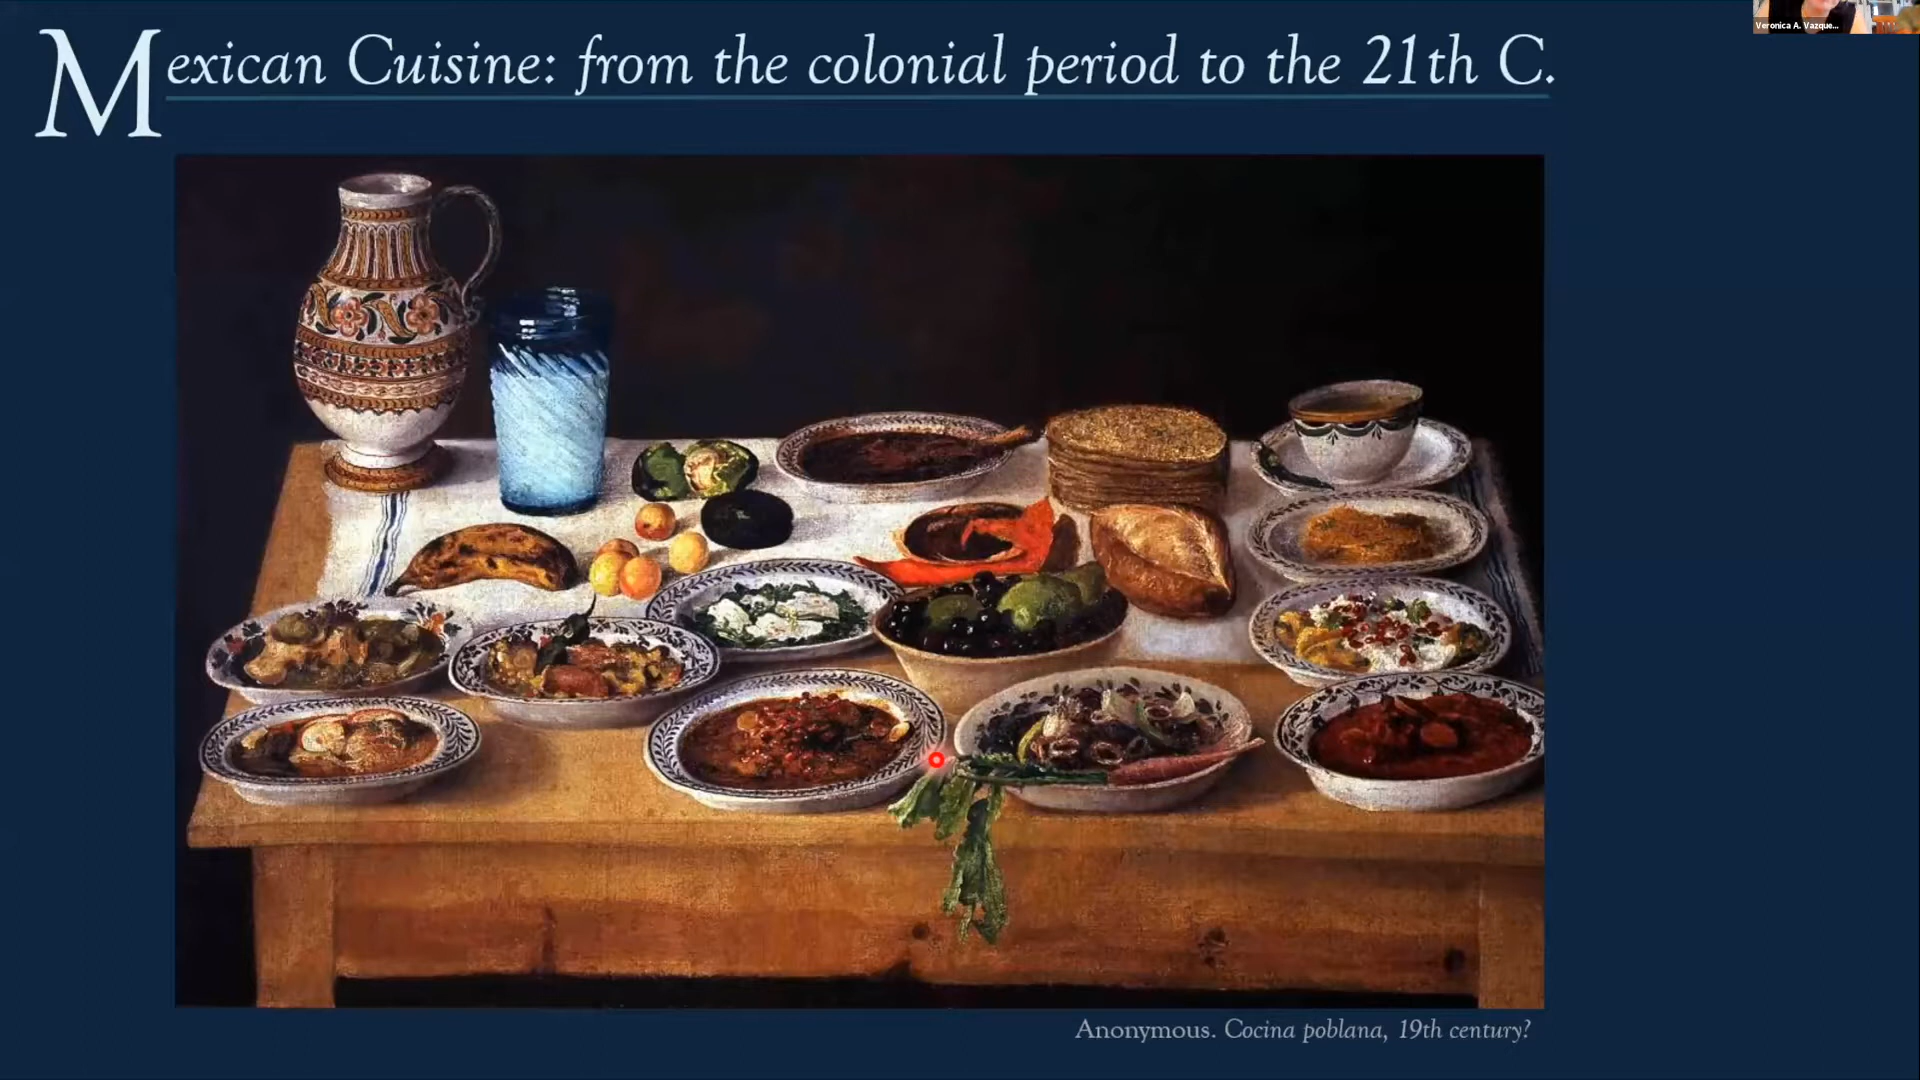 Veronica A. Vazque...
Mexican Cuisine: from the colonial period to the 21th C.
Anonymous. Cocina poblana, 19th century?